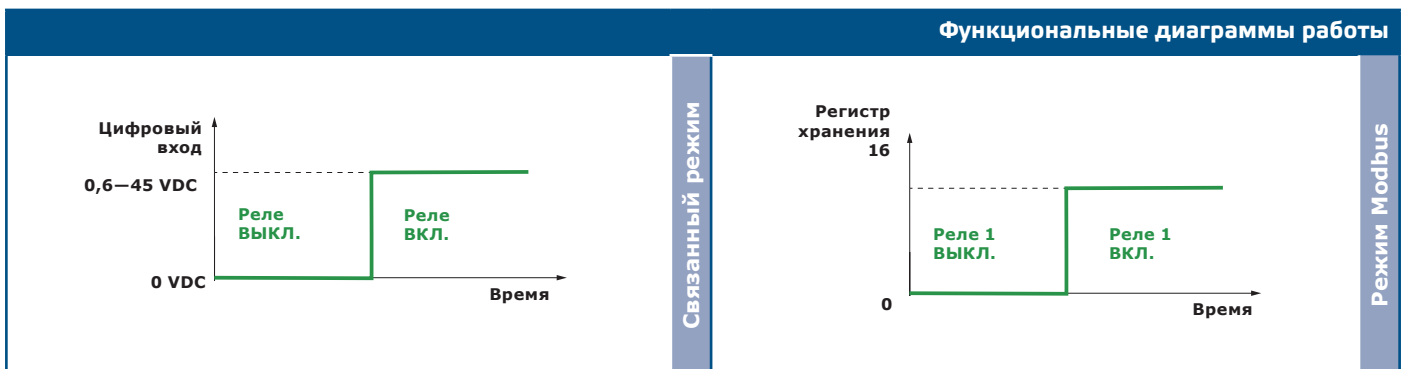 Функциональные диаграммы работы
Цифровый
вход
0,6—45 VDC
Реле
ВЫКЛ.
Реле
ВКЛ.
0 VDC
Время
Связанный режим
Регистр
хранения
16
Реле 1
ВЫКЛ.
Реле 1
ВКЛ.
0
Время
Режим Modbus